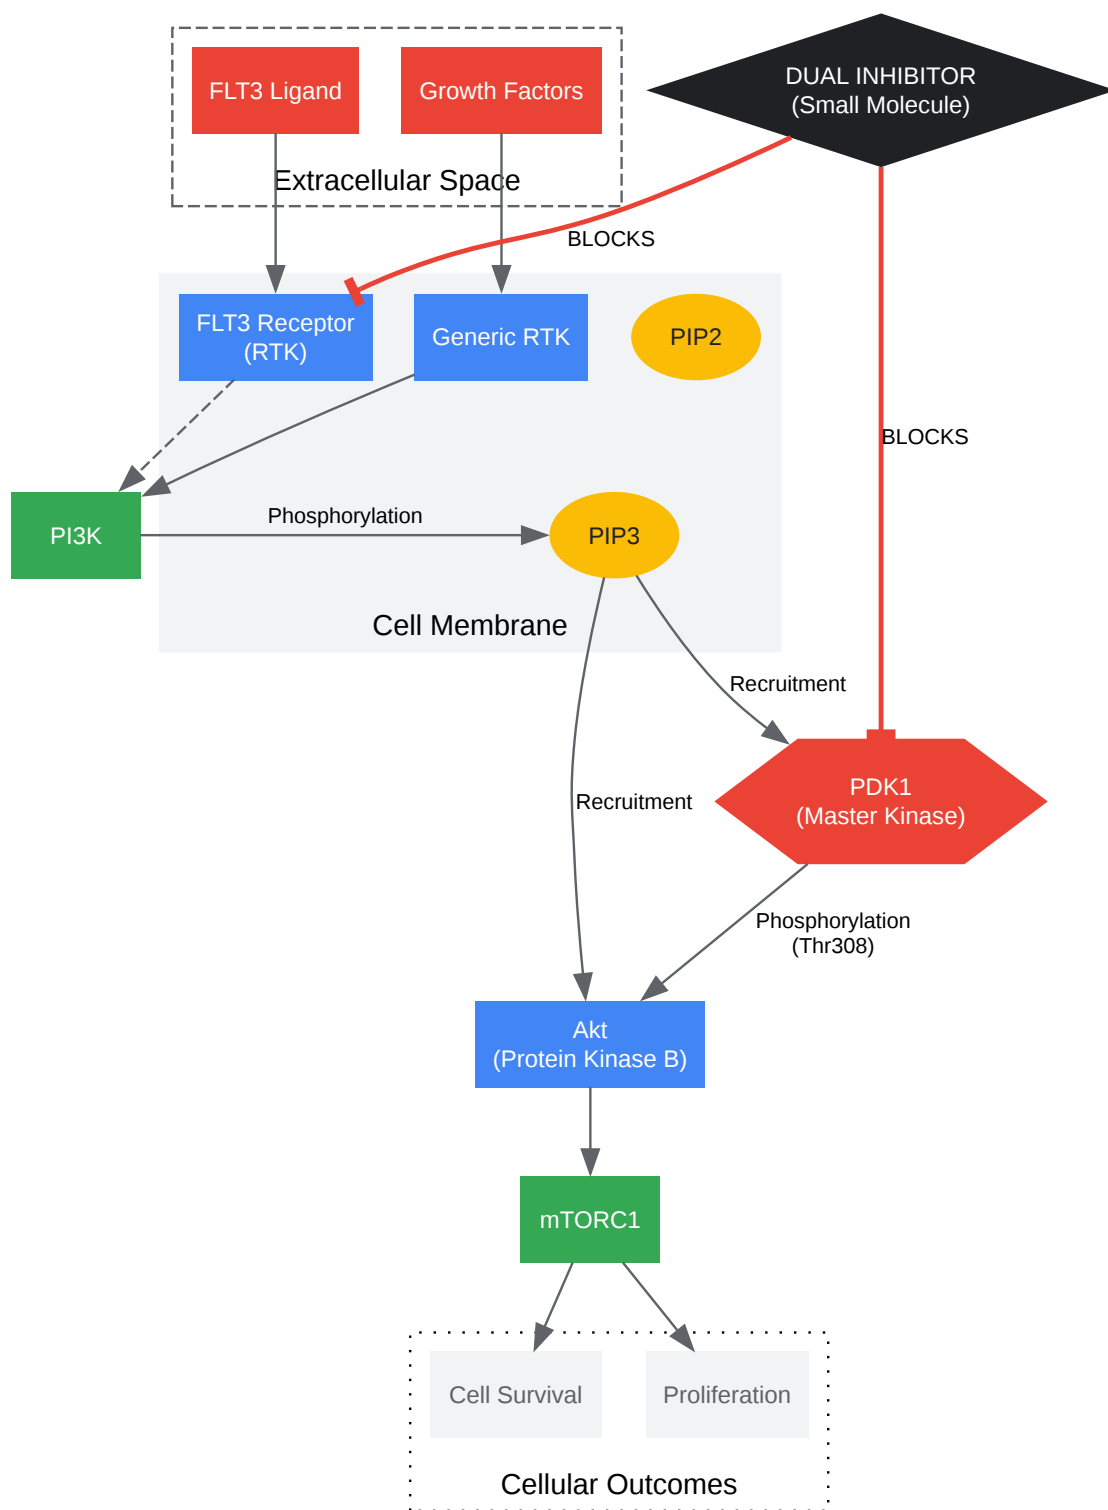 FLT3 Ligand
Growth Factors
DUAL INHIBITOR
(Small Molecule)
Extracellular Space
BLOCKS
FLT3 Receptor
(RTK)
Generic RTK
PIP2
BLOCKS
PI3K
Phosphorylation
PIP3
Cell Membrane
Recruitment
Recruitment
PDK1
(Master Kinase)
Phosphorylation
(Thr308)
Akt
(Protein Kinase B)
mTORC1
Cell Survival
Proliferation
Cellular Outcomes